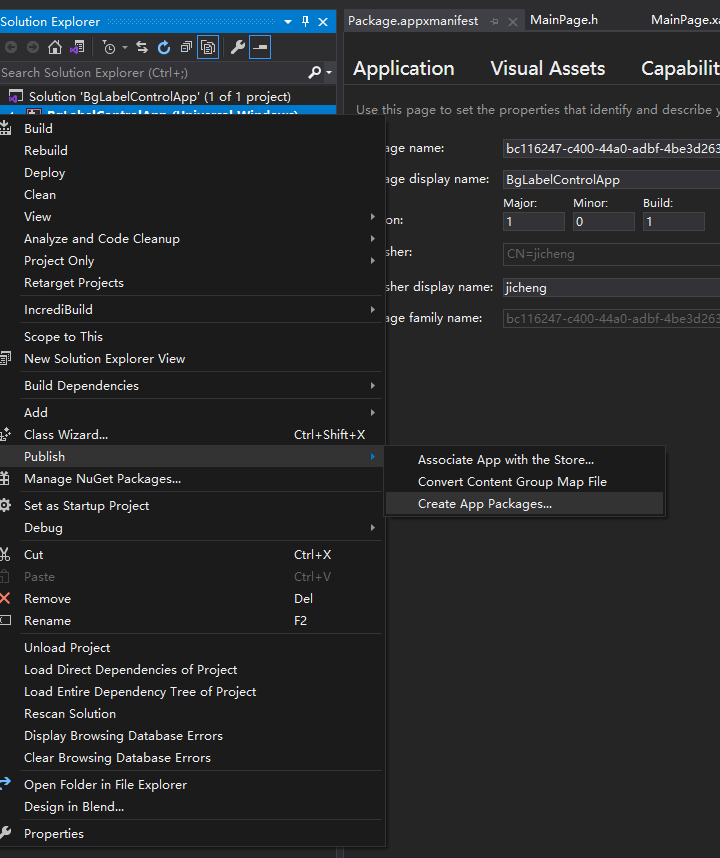 Solution Explorer
Search Solution Explorer (Ctrl+;)
Solution 'BgLabelControlApp' (1 of 1 project)
BgLabelControlApp (Universal Windows)
Build
Rebuild
Deploy
Clean
View
Analyze and Code Cleanup
Project Only
Retarget Projects
IncrediBuild
Scope to This
New Solution Explorer View
Build Dependencies
Add
Class Wizard... Ctrl+Shift+X
Publish
Manage NuGet Packages...
Set as Startup Project
Debug
Cut Ctrl+X
Paste Ctrl+V
Remove Del
Rename F2
Unload Project
Load Direct Dependencies of Project
Load Entire Dependency Tree of Project
Rescan Solution
Display Browsing Database Errors
Clear Browsing Database Errors
Open Folder in File Explorer
Design in Blend...
Properties
Associate App with the Store...
Convert Content Group Map File
Create App Packages...
Package.appxmanifest MainPage.h MainPage.xa
Application Visual Assets Capabilit
Use this page to set the properties that identify and describe y
age name: bc116247-c400-44a0-adbf-4be3d263
age display name: BgLabelControlApp
Major: Minor: Build:
on: 1 0 1
sher: CN=jicheng
sher display name: jicheng
age family name: bc116247-c400-44a0-adbf-4be3d263